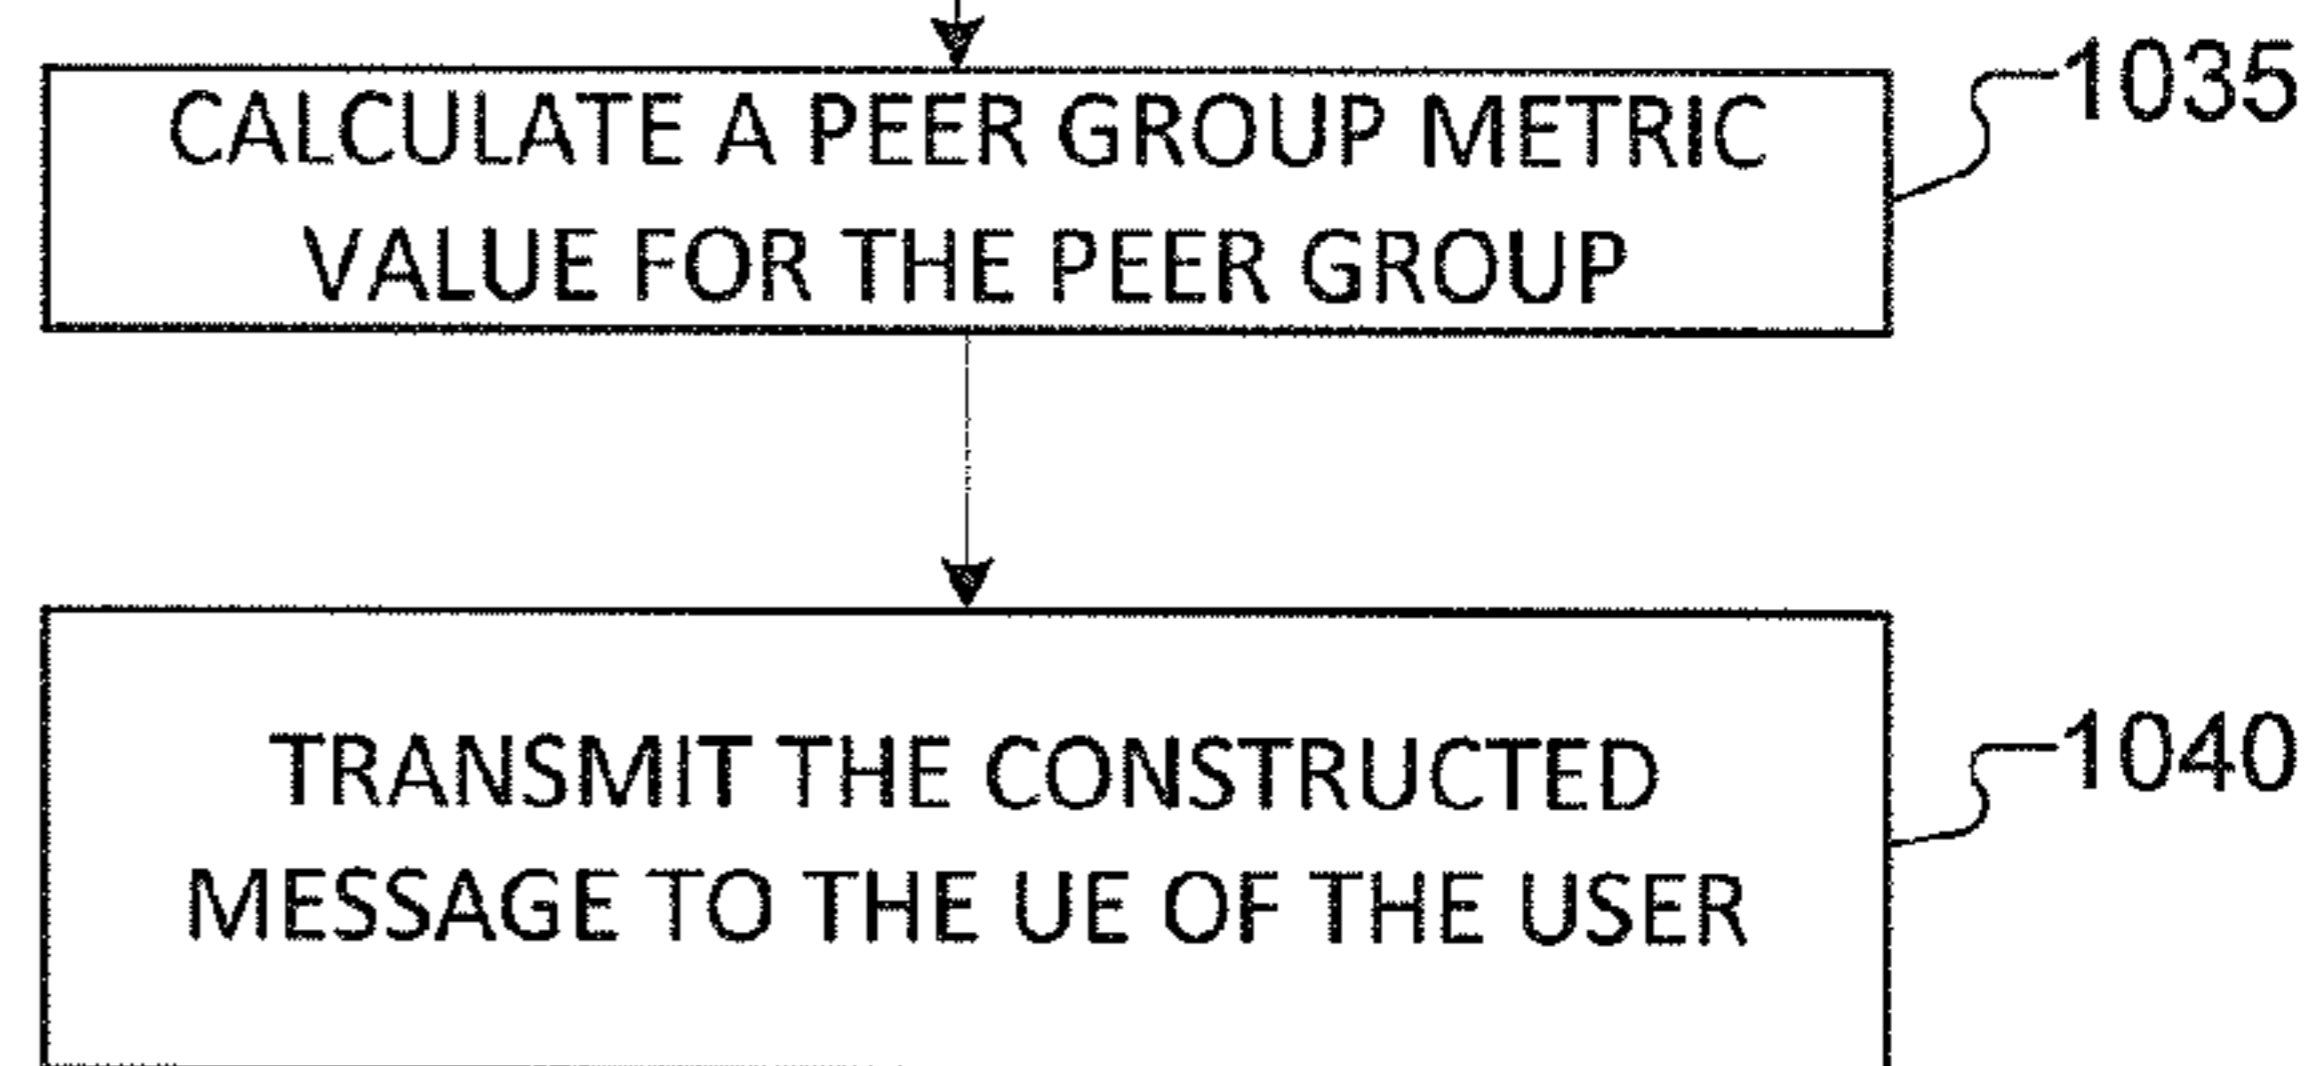 CALCULATE A PEER GROUP METRIC
VALUE FOR THE PEER GROUP
1035
TRANSMIT THE CONSTRUCTED
MESSAGE TO THE UE OF THE USER
1040